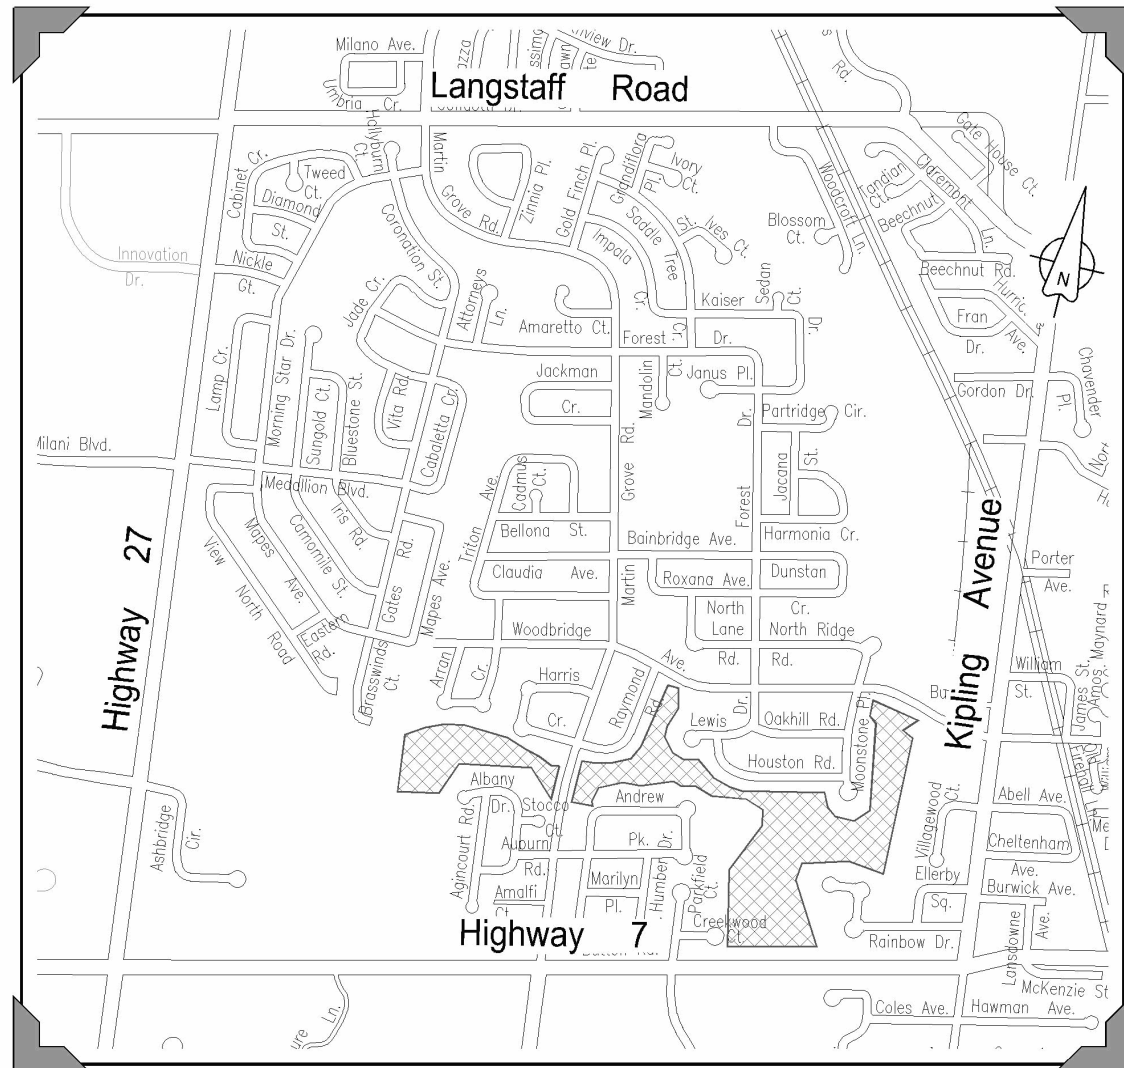 Milano Ave.
Umbria Cr.
Langstaff Road
Hollyburn Ct.
Martin Grove Rd.
Cabinet Cr.
Tweed Ct.
Diamond St.
Nickle Gt.
Innovation Dr.
Coronation St.
Zinnia Pl.
Gold Finch Pl.
Grandiflora Pl.
Ivory Ct.
Saddle Tree Cr.
Impala Cr.
Ives Ct.
St.
Blossom Ct.
Woodcroft Ln.
Tandian Ct.
Claremont
Gate House Ct.
Beechnut
Ln.
Beechnut Rd.
Hurric. Ave.
Fran Dr.
N
Jade Cr.
Attorneys Ln.
Amaretto Ct.
Kaiser Dr.
Sedan Ct.
Forest Dr.
Lamp Cr.
Morning Star Dr.
Sungold Ct.
Bluestone St.
Vita Rd.
Cabaletta Cr.
Jackman Cr.
Mandolin Ct.
Janus Pl.
Partridge Cir.
Gordon Dr.
Chavender Pl.
Milani Blvd.
Medallion Blvd.
Iris Rd.
Camomile St.
Mapes Ave.
View North Road
Eastern Rd.
Gates Rd.
Mapes Ave.
Brasswinds Ct.
Triton Ave.
Cadmus Ct.
Bellona St.
Claudia Ave.
Martin Grove Rd.
Forest Dr.
Jacana St.
Bainbridge Ave.
Harmonia Cr.
Roxana Ave.
Dunstan Cr.
North Lane Rd.
North Ridge Rd.
Woodbridge Ave.
Highway 27
Kipling Avenue
Porter Ave.
William St.
James St.
Amos Maynard
Arran Cr.
Harris Cr.
Raymond Rd.
Lewis Dr.
Oakhill Rd.
Houston Rd.
Moonstone Pl.
Albany Dr.
Stocco Ct.
Andrew Pk.
Agincourt Rd.
Auburn Rd.
Amalfi Ct.
Marilyn Pl.
Humber Dr.
Parkfield Ct.
Creekwood Ct.
Ashbridge Cir.
Villagewood Ct.
Abell Ave.
Cheltenham Ave.
Ellerby Sq.
Burwick Ave.
Rainbow Dr.
Lansdowne Ave.
McKenzie St
Coles Ave.
Hawman Ave.
Highway 7